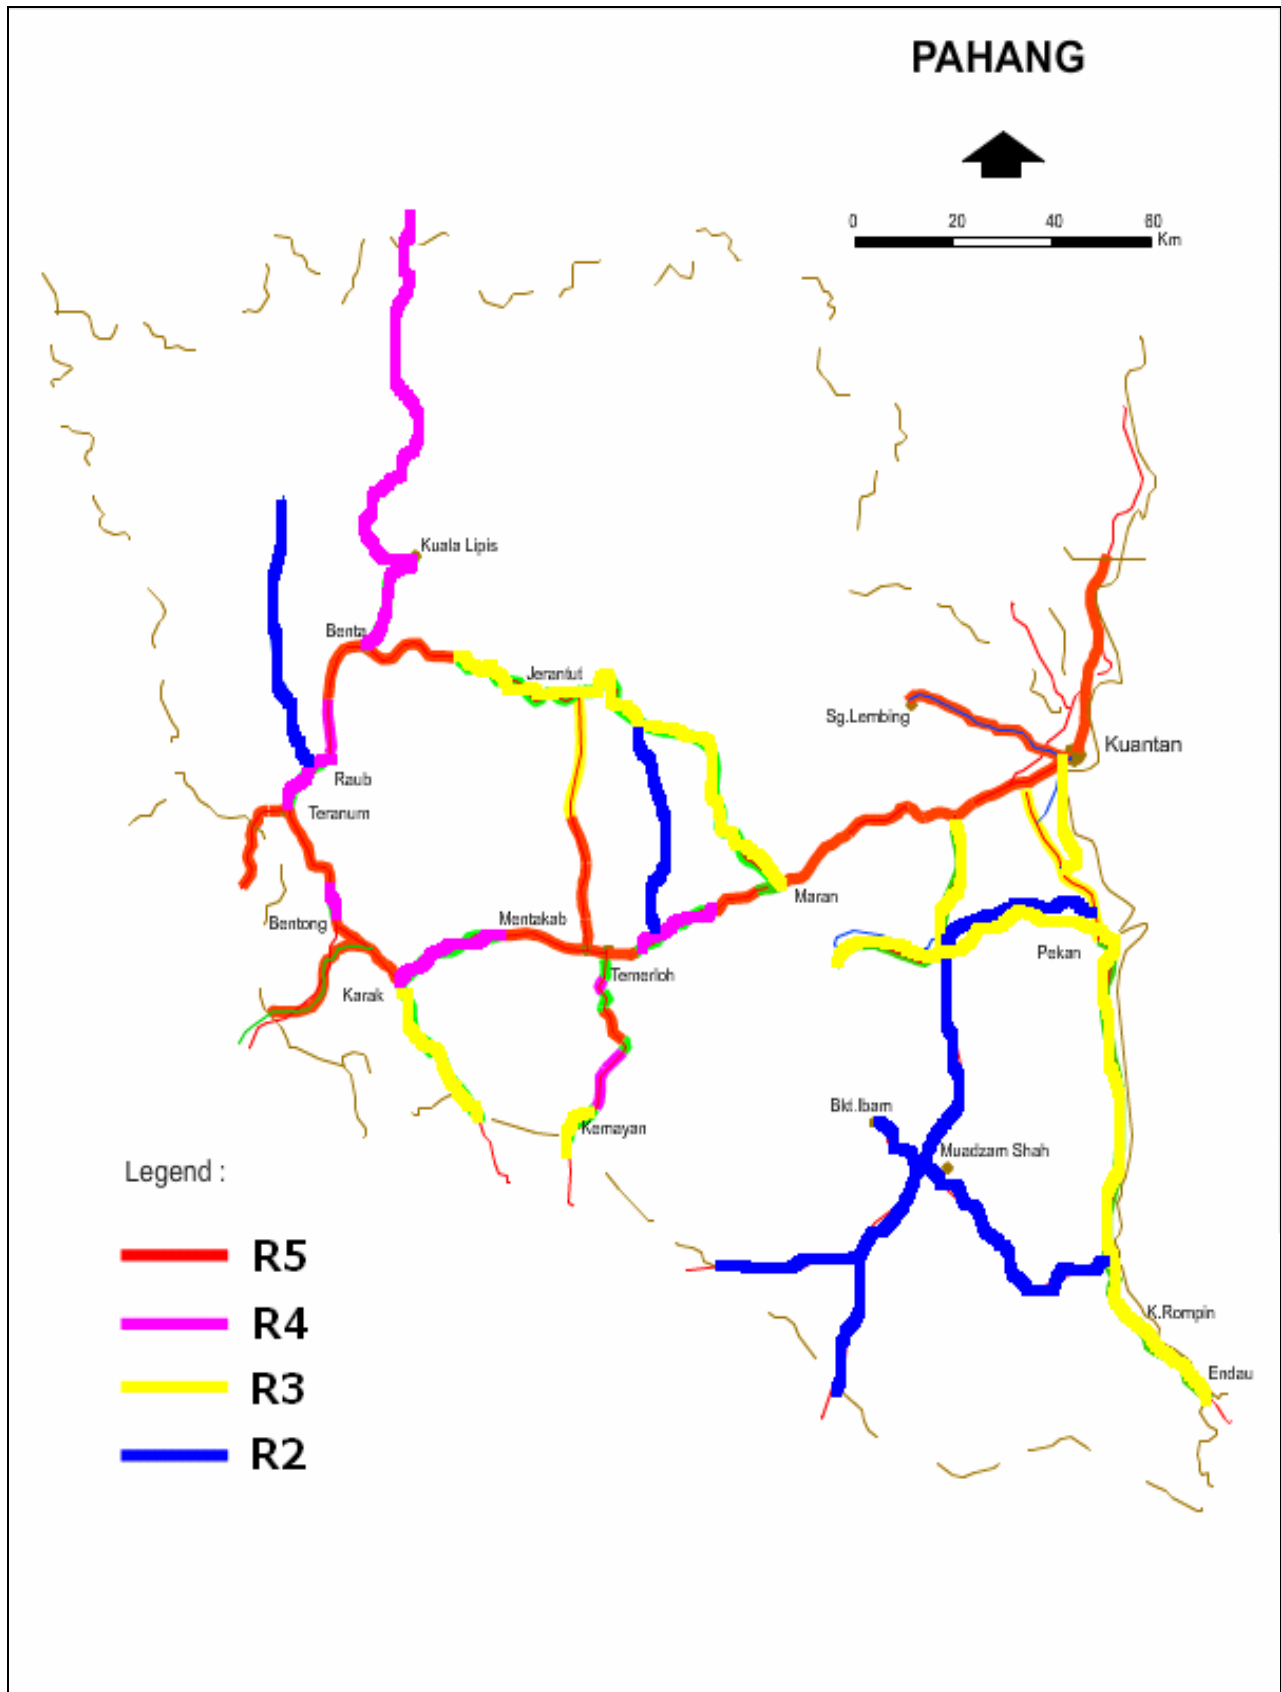 PAHANG
0 20 40 60
Km
Kuala Lipis
Benta
Jerantut
Sg.Lembing
Kuantan
Raub
Teranum
Maran
Mentakab
Bentong
Pekan
Temerloh
Karak
Bkt.Ibam
Kemayan
Muadzam Shah
Legend :
R5
R4
R3
R2
K.Rompin
Endau